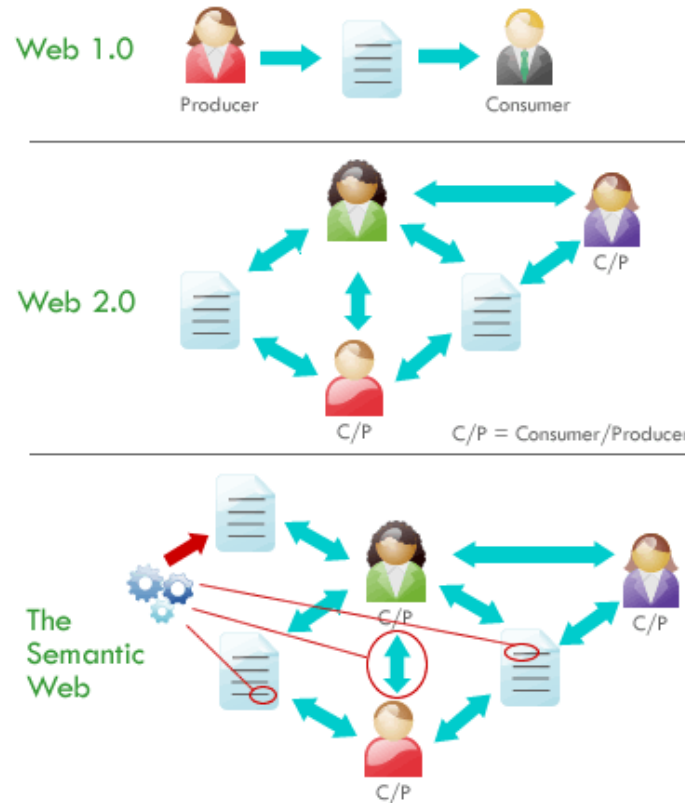 Web 1.0
Producer
Consumer
C/P
Web 2.0
C/P
C/P = Consumer/Producer
C/P
C/P
The
Semantic
Web
C/P